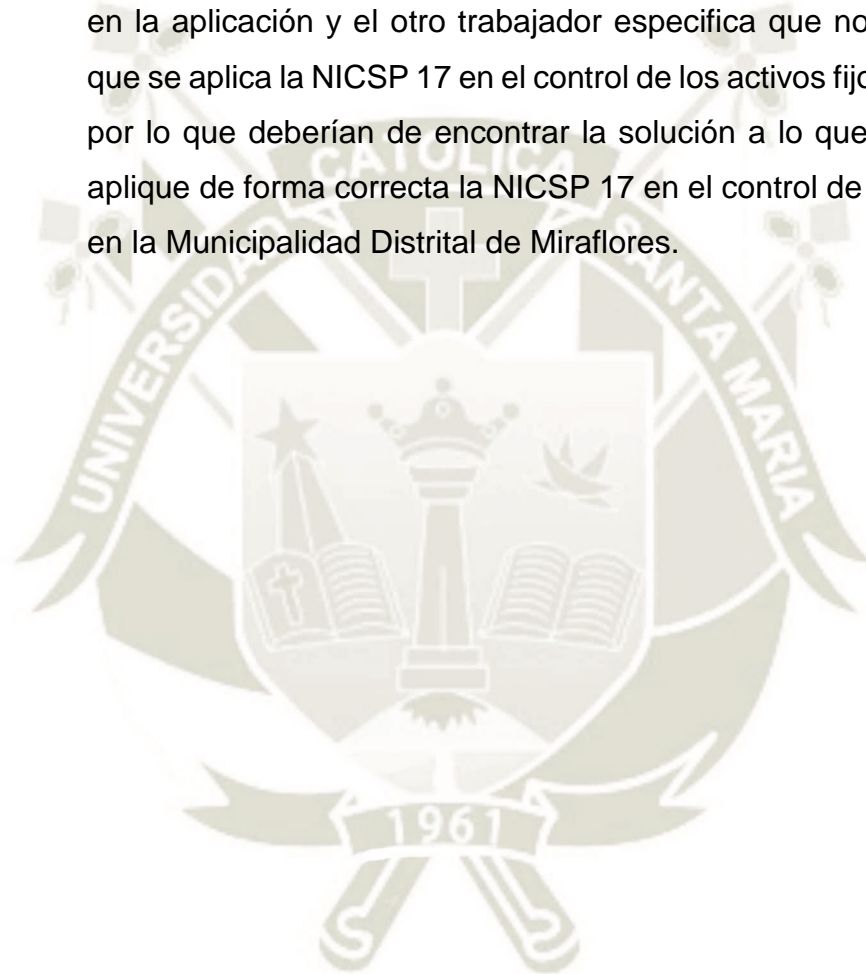 en la aplicación y el otro trabajador especifica que no
que se aplica la NICSP 17 en el control de los activos fijo
por lo que deberían de encontrar la solución a lo que
aplique de forma correcta la NICSP 17 en el control de
en la Municipalidad Distrital de Miraflores.
UNIVERSIDAD CATOLICA SANTA MARIA
1961